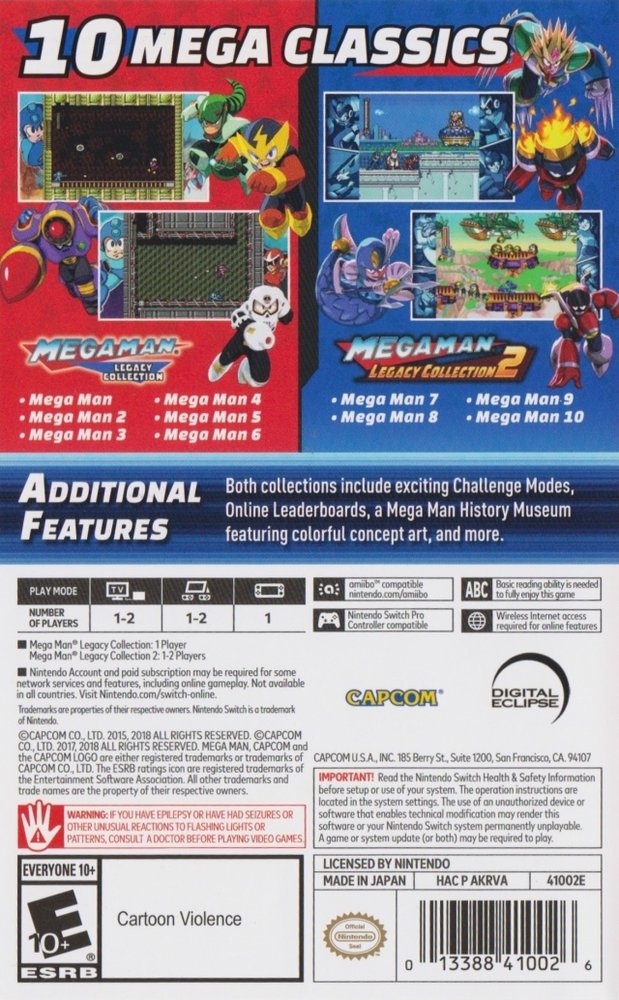 10 MEGA CLASSICS
MEGAMAN®
LEGACY
COLLECTION
• Mega Man
• Mega Man 2
• Mega Man 3
• Mega Man 4
• Mega Man 5
• Mega Man 6
MEGAMAN
LEGACY COLLECTION 2
• Mega Man 7
• Mega Man 8
• Mega Man 9
• Mega Man 10
ADDITIONAL
FEATURES
Both collections include exciting Challenge Modes,
Online Leaderboards, a Mega Man History Museum
featuring colorful concept art, and more.
PLAY MODE
TV
NUMBER
OF PLAYERS
1-2
1-2
1
amiibo™ compatible
nintendo.com/amiibo
ABC
Basic reading ability is needed
to fully enjoy this game
Nintendo Switch Pro
Controller compatible
Wireless Internet access
required for online features
■ Mega Man® Legacy Collection: 1 Player
Mega Man® Legacy Collection 2: 1-2 Players
■ Nintendo Account and paid subscription may be required for some
network services and features, including online gameplay. Not available
in all countries. Visit Nintendo.com/switch-online.
Trademarks are properties of their respective owners. Nintendo Switch is a trademark
of Nintendo.
©CAPCOM CO., LTD. 2015, 2018 ALL RIGHTS RESERVED. ©CAPCOM
CO., LTD. 2017, 2018 ALL RIGHTS RESERVED. MEGA MAN, CAPCOM and
the CAPCOM LOGO are either registered trademarks or trademarks of
CAPCOM CO., LTD. The ESRB ratings icon are registered trademarks of
the Entertainment Software Association. All other trademarks and
trade names are the property of their respective owners.
CAPCOM®
DIGITAL
ECLIPSE
CAPCOM U.S.A., INC. 185 Berry St., Suite 1200, San Francisco, CA. 94107
WARNING: IF YOU HAVE EPILEPSY OR HAVE HAD SEIZURES OR
OTHER UNUSUAL REACTIONS TO FLASHING LIGHTS OR
PATTERNS, CONSULT A DOCTOR BEFORE PLAYING VIDEO GAMES.
IMPORTANT! Read the Nintendo Switch Health & Safety Information
before setup or use of your system. The operation instructions are
located in the system settings. The use of an unauthorized device or
software that enables technical modification may render this
software or your Nintendo Switch system permanently unplayable.
A game or system update (or both) may be required to play.
EVERYONE 10+
E
10+
ESRB
Cartoon Violence
LICENSED BY NINTENDO
MADE IN JAPAN
HAC P AKRVA
41002E
Official
Nintendo
Seal
0 13388 41002 6